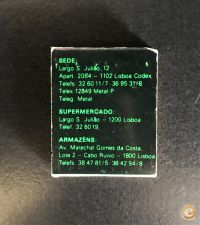 SEDE
Largo S. Julião, 12
Apart. 2084 – 1102 Lisboa Codex
Telefs. 32 60 11/7 - 36 95 31/8
Telex 12849 Metal P
Teleg. Metal
SUPERMERCADO:
Largo S. Julião – 1200 Lisboa
Telefs. 32 60 19
ARMAZÉNS:
Av. Marechal Gomes da Costa,
Lote 2 – Cabo Ruivo – 1800 Lisboa
Telefs. 38 47 81/5 - 38 42 94/8